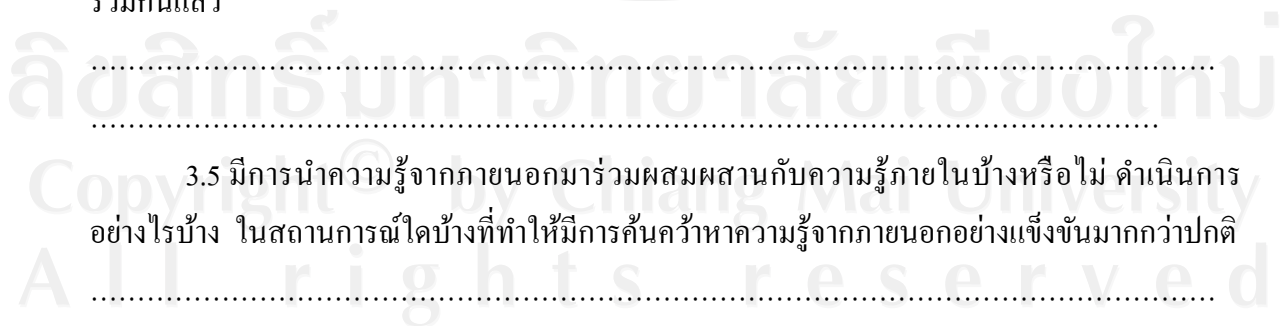 ร่วมกันแล้ว
……………………………………………………………………………………………………
………………………………………………………………………………………………
3.5 มีการนำความรู้จากภายนอกมาร่วมผสมผสานกับความรู้ภายในบ้างหรือไม่ ดำเนินการ
อย่างไรบ้าง ในสถานการณ์ใดบ้างที่ทำให้มีการค้นคว้าหาความรู้จากภายนอกอย่างแข็งขันมากกว่าปกติ
……………………………………………………………………………………………………
ลิขสิทธิ์มหาวิทยาลัยเชียงใหม่
Copyright© by Chiang Mai University
All rights reserved